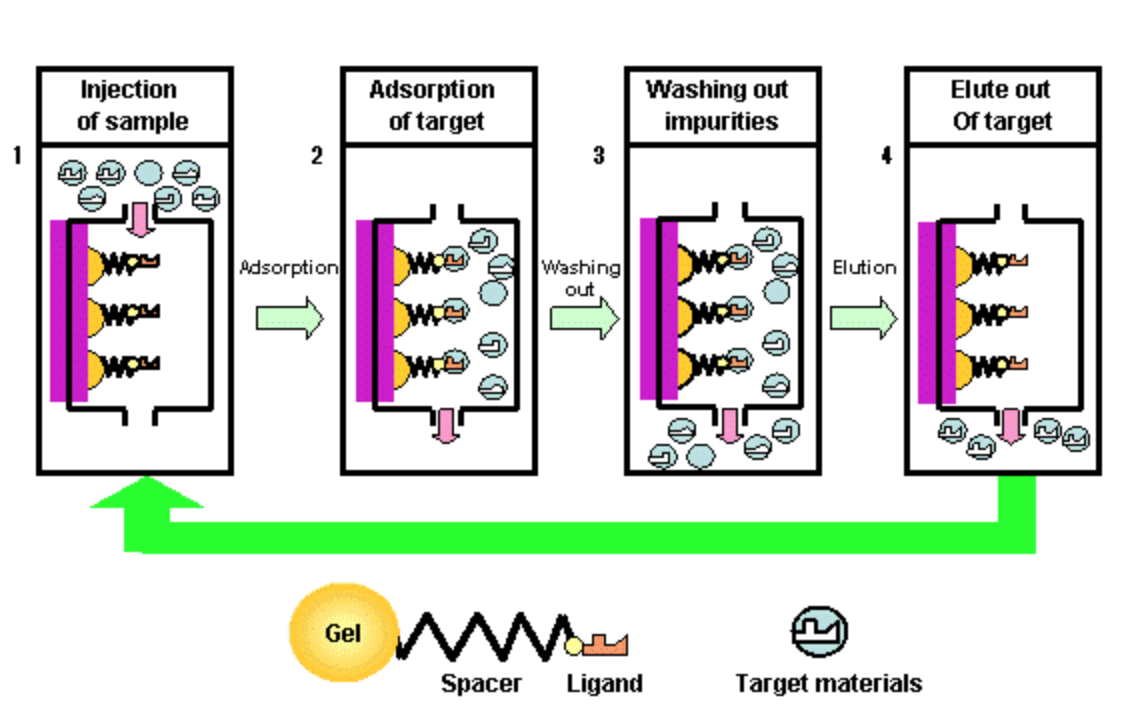 Injection
of sample
Adsorption
of target
Washing out
impurities
Elute out
Of target
1
2
3
4
Adsorption
Washing
out
Elution
Gel
Spacer
Ligand
Target materials